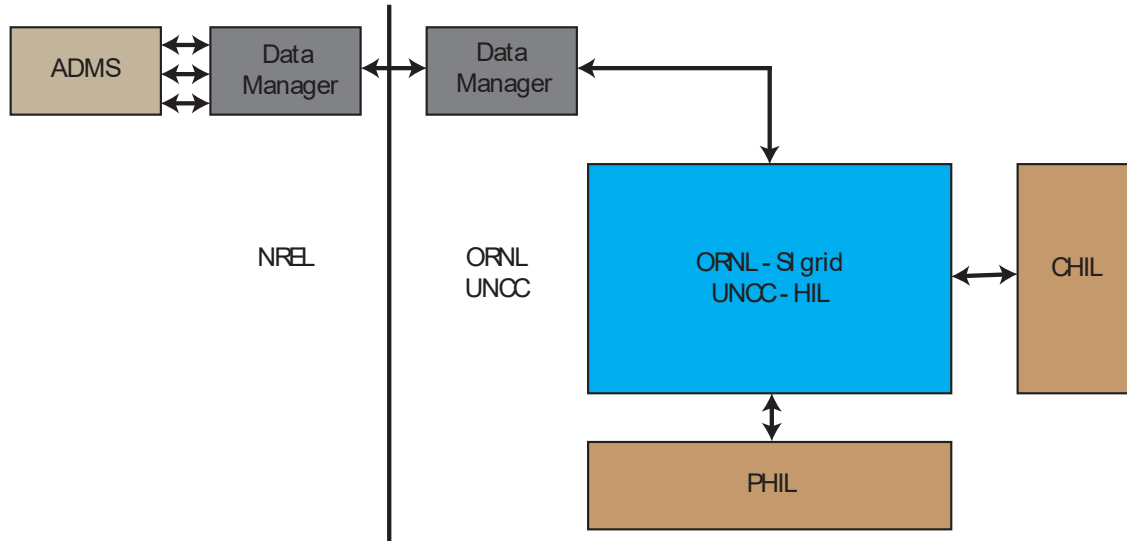 ADMS
Data
Manager
Data
Manager
NREL
ORNL
UNCC
ORNL - SI grid
UNCC - HIL
CHIL
PHIL